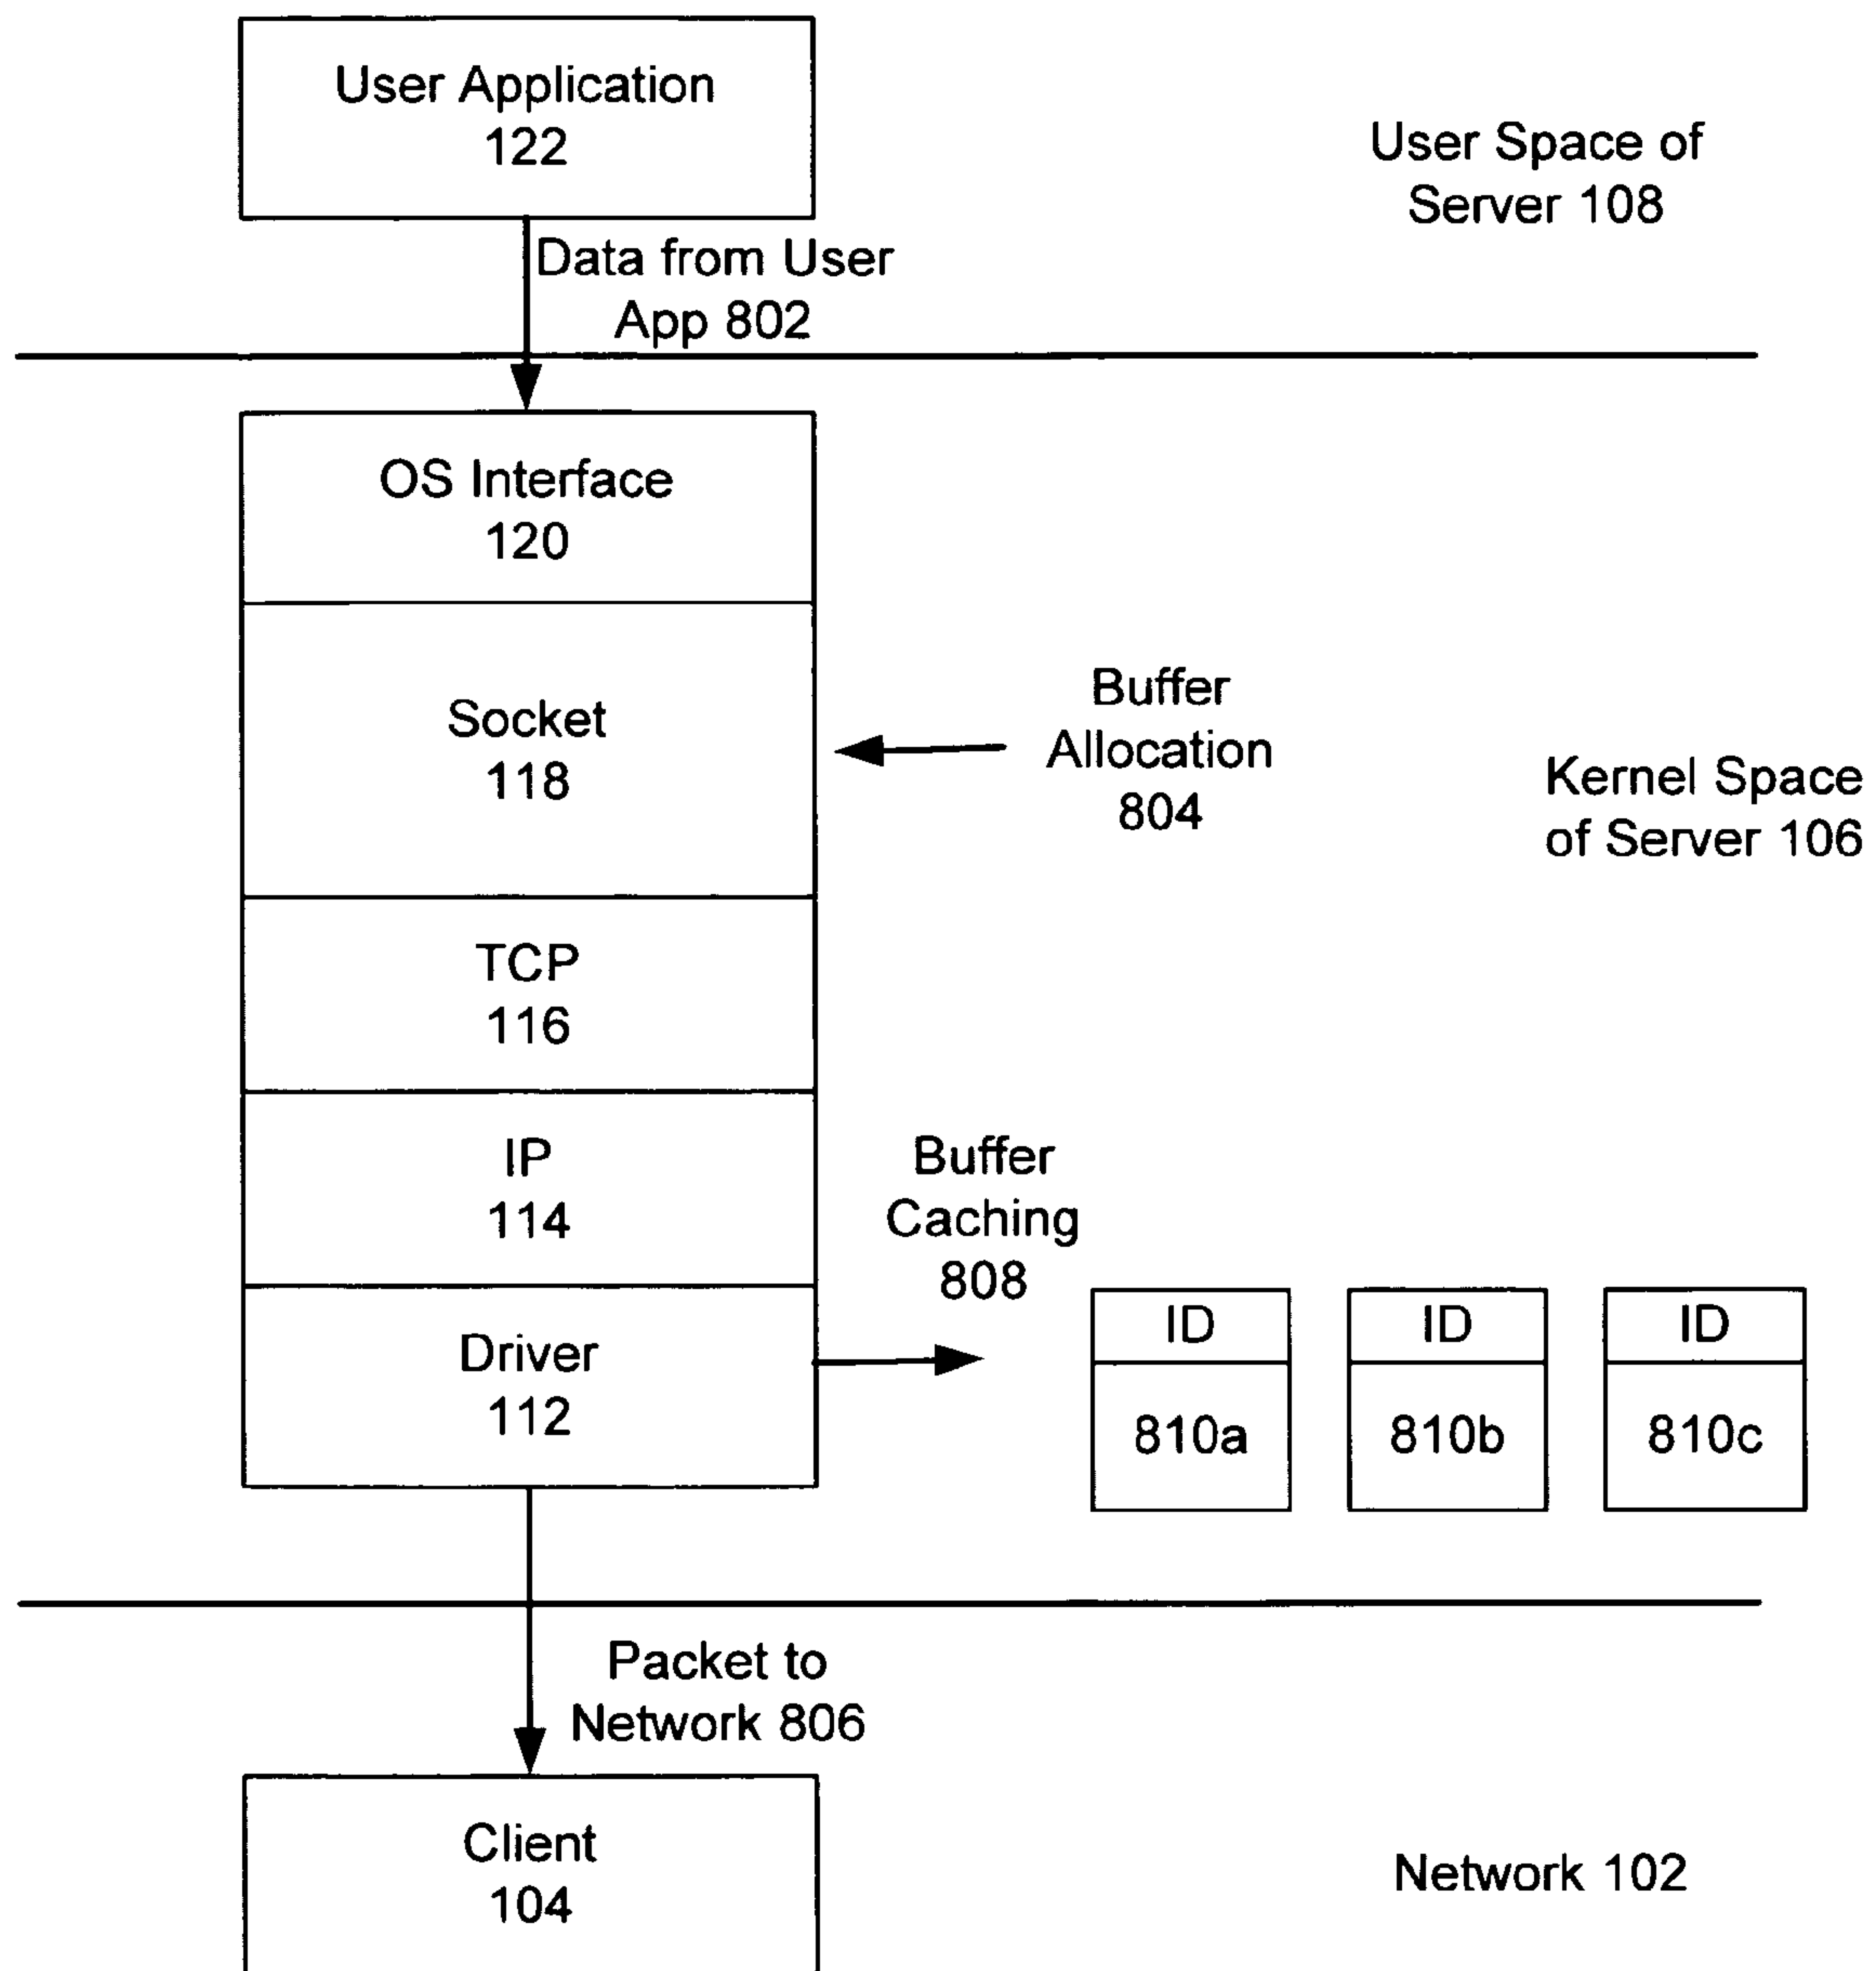 User Application
122
User Space of
Server 108
Data from User
App 802
OS Interface
120
Socket
118
Buffer
Allocation
804
Kernel Space
of Server 106
TCP
116
IP
114
Buffer
Caching
808
Driver
112
ID
ID
ID
810a
810b
810c
Packet to
Network 806
Client
104
Network 102